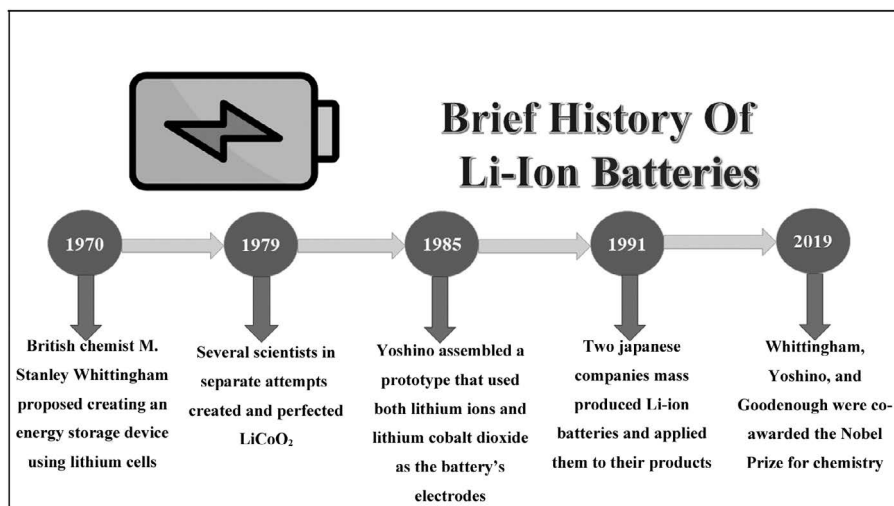 Brief History Of
Li-Ion Batteries
1970
1979
1985
1991
2019
British chemist M.
Stanley Whittingham
proposed creating an
energy storage device
using lithium cells
Several scientists in
separate attempts
created and perfected
LiCoO₂
Yoshino assembled a
prototype that used
both lithium ions and
lithium cobalt dioxide
as the battery's
electrodes
Two japanese
companies mass
produced Li-ion
batteries and applied
them to their products
Whittingham,
Yoshino, and
Goodenough were co-
awarded the Nobel
Prize for chemistry